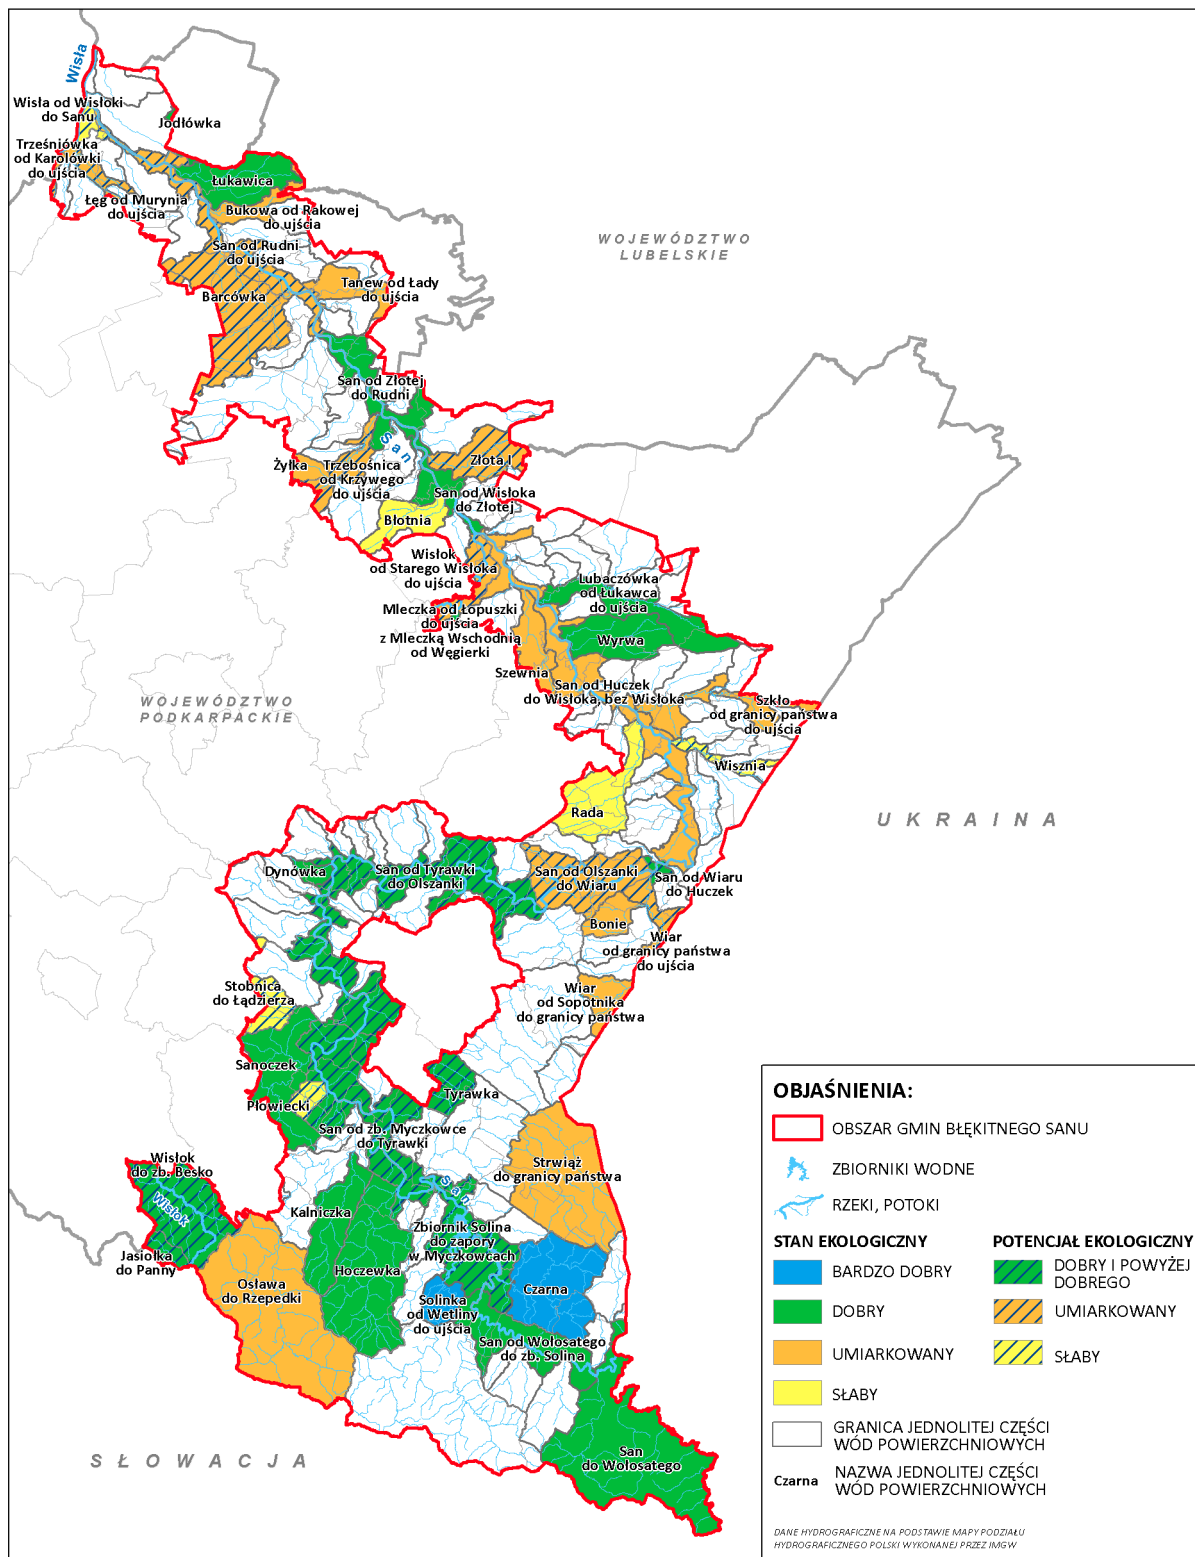 Wisła
Wisła od Wisłoki
do Sanu
Jodłówka
Trześniówka
od Karolówki
do ujścia
Łukawica
Łęg od Murynia
do ujścia
Bukowa od Rakowej
do ujścia
San od Rudni
do ujścia
WOJEWÓDZTWO
LUBELSKIE
Tanew od Łady
do ujścia
Barcówka
San od Złotej
do Rudni
San
Żyłka
Trzebośnica
od Krzywego
do ujścia
Złota I
San od Wisłoka
do Złotej
Błotnia
Wisłok
od Starego Wisłoka
do ujścia
Lubaczówka
od Łukawca
do ujścia
Mleczka od Łopuszki
do ujścia
z Mleczką Wschodnią
od Węgierki
Wyrwa
Szewnia
San od Huczek
do Wisłoka, bez Wisłoka
WOJEWÓDZTWO
PODKARPACKIE
Szkło
od granicy państwa
do ujścia
Wisznia
Rada
UKRAINA
Dynówka
San od Tyrawki
do Olszanki
San od Olszanki
do Wiaru
San od Wiaru
do Huczek
Bonie
Wiar
od granicy państwa
do ujścia
Stobnica
do Łądzierza
Wiar
od Sopotnika
do granicy państwa
Sanoczek
Płowiecki
Tyrawka
San od zb. Myczkowce
do Tyrawki
Wisłok
do zb. Besko
Wisłok
Strwiąż
do granicy państwa
San
Kalniczka
Zbiornik Solina
do zapory
w Myczkowcach
Jasiołka
do Panny
Hoczewka
Osława
do Rzepedki
Czarna
Solinka
od Wetliny
do ujścia
San od Wołosatego
do zb. Solina
San
do Wołosatego
SŁOWACJA
OBJAŚNIENIA:
OBSZAR GMIN BŁĘKITNEGO SANU
ZBIORNIKI WODNE
RZEKI, POTOKI
STAN EKOLOGICZNY
BARDZO DOBRY
DOBRY
UMIARKOWANY
SŁABY
POTENCJAŁ EKOLOGICZNY
DOBRY I POWYŻEJ
DOBREGO
UMIARKOWANY
SŁABY
GRANICA JEDNOLITEJ CZĘŚCI
WÓD POWIERZCHNIOWYCH
Czarna NAZWA JEDNOLITEJ CZĘŚCI
WÓD POWIERZCHNIOWYCH
DANE HYDROGRAFICZNE NA PODSTAWIE MAPY PODZIAŁU
HYDROGRAFICZNEGO POLSKI WYKONANEJ PRZEZ IMGW